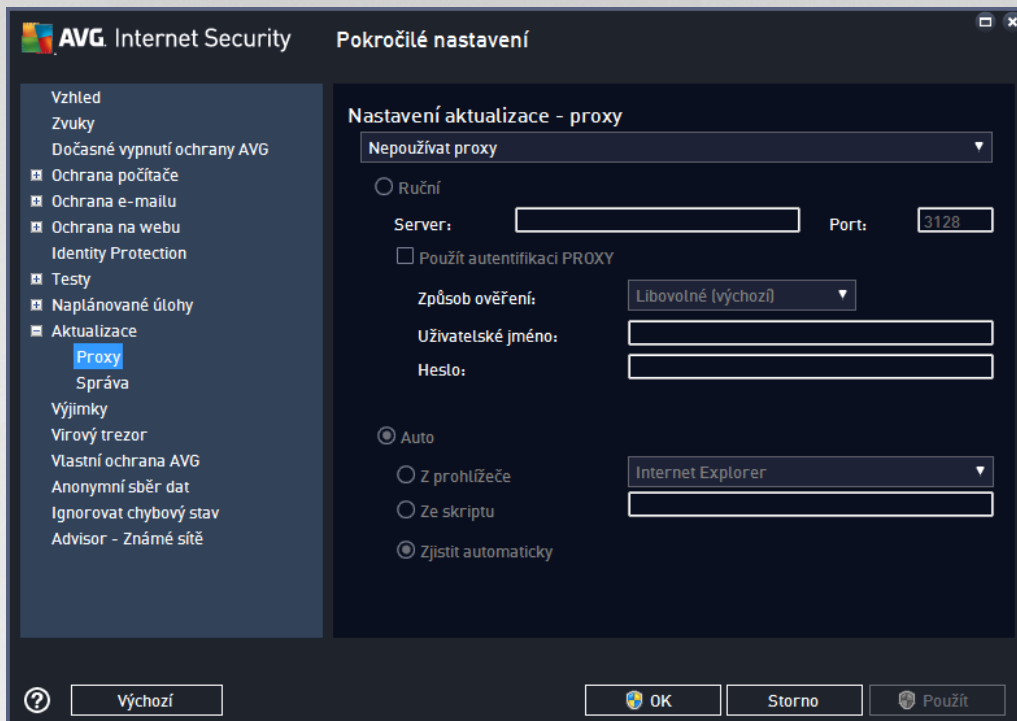 AVG. Internet Security
Pokročilé nastavení
Vzhled
Zvuky
Dočasné vypnutí ochrany AVG
Ochrana počítače
Ochrana e-mailu
Ochrana na webu
Identity Protection
Testy
Naplánované úlohy
Aktualizace
Proxy
Správa
Výjimky
Virový trezor
Vlastní ochrana AVG
Anonymní sběr dat
Ignorovat chybový stav
Advisor - Známé sítě
Nastavení aktualizace - proxy
Nepoužívat proxy
Ruční
Server: Port: 3128
Použít autentifikaci PROXY
Způsob ověření: Libovolné (výchozí)
Uživatelské jméno:
Heslo:
Auto
Z prohlížeče Internet Explorer
Ze skriptu
Zjistit automaticky
? Výchozí OK Storno Použít